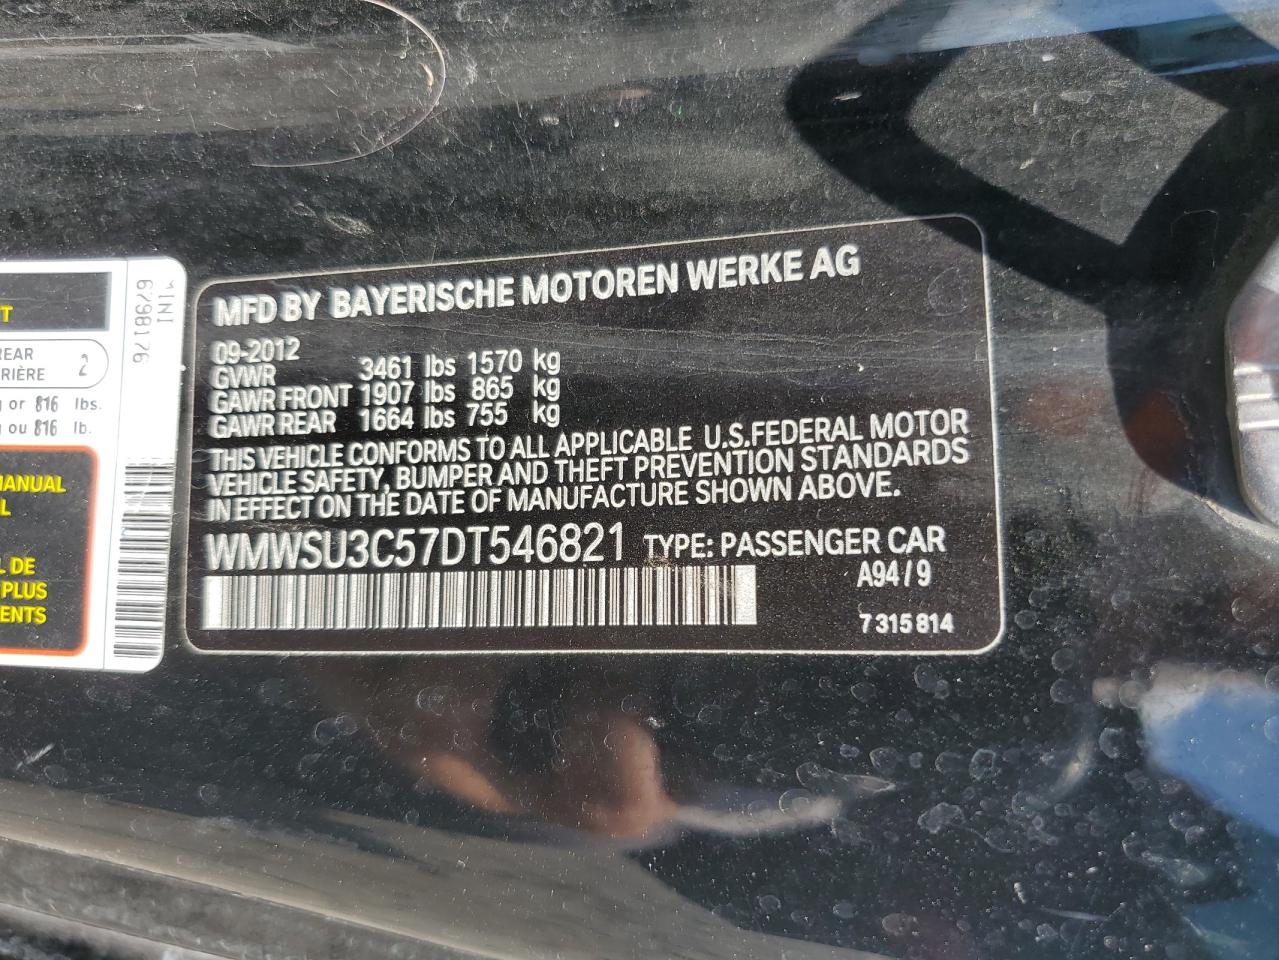 MFD BY BAYERISCHE MOTOREN WERKE AG
09-2012
GVWR 3461 lbs 1570 kg
GAWR FRONT 1907 lbs 865 kg
GAWR REAR 1664 lbs 755 kg
THIS VEHICLE CONFORMS TO ALL APPLICABLE U.S.FEDERAL MOTOR
VEHICLE SAFETY, BUMPER AND THEFT PREVENTION STANDARDS
IN EFFECT ON THE DATE OF MANUFACTURE SHOWN ABOVE.
WMWSU3C57DT546821 TYPE: PASSENGER CAR
A94/9
7 315 814
MINI
6798176
T
REAR
RIÈRE 2
g or 816 lbs.
g ou 816 lb.
MANUAL
L
L DE
PLUS
ENTS